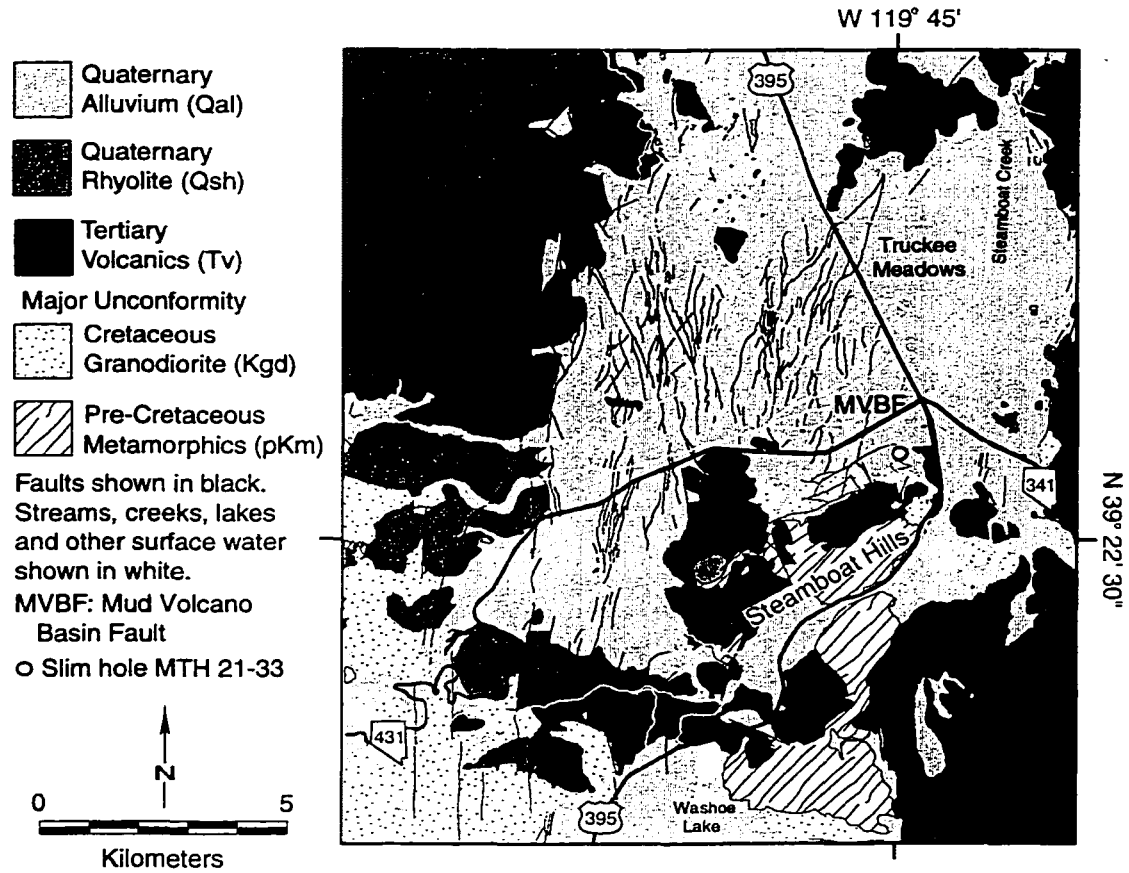 W 119° 45'
Quaternary
Alluvium (Qal)
Quaternary
Rhyolite (Qsh)
Tertiary
Volcanics (Tv)
Major Unconformity
Cretaceous
Granodiorite (Kgd)
Pre-Cretaceous
Metamorphics (pKm)
Faults shown in black.
Streams, creeks, lakes
and other surface water
shown in white.
MVBF: Mud Volcano
Basin Fault
Slim hole MTH 21-33
N
0 5
Kilometers
395
Steamboat Creek
Truckee
Meadows
MVBF
341
N 39° 22' 30"
Steamboat Hills
431
395
Washoe
Lake